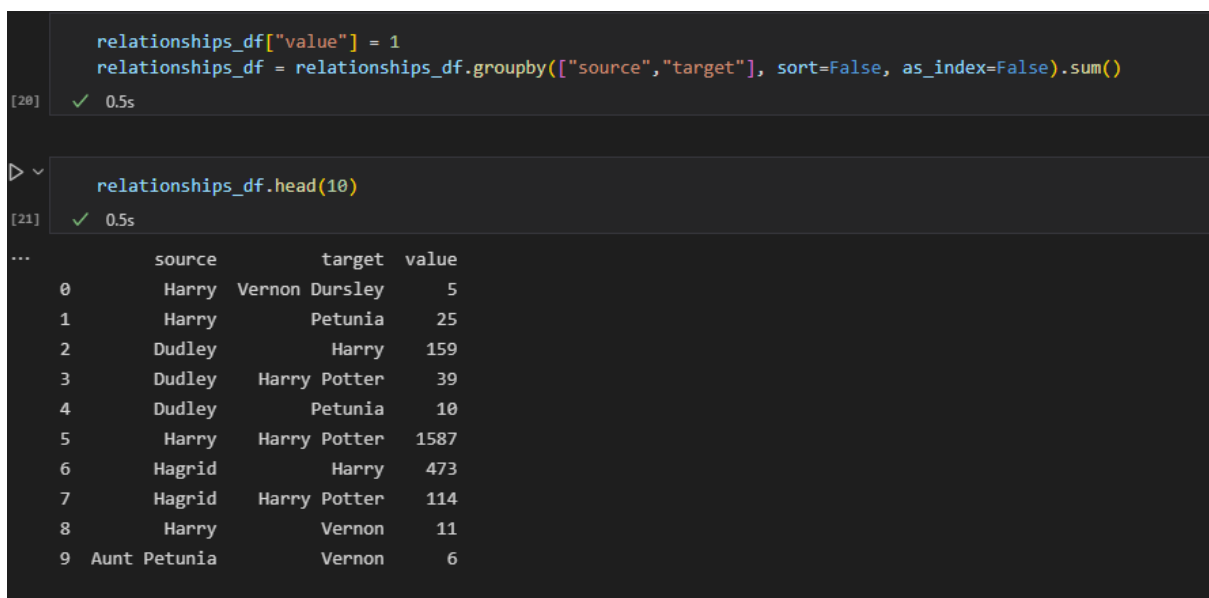 relationships_df["value"] = 1
relationships_df = relationships_df.groupby(["source","target"], sort=False, as_index=False).sum()
[20] ✓ 0.5s
relationships_df.head(10)
[21] ✓ 0.5s
... source target value
0 Harry Vernon Dursley 5
1 Harry Petunia 25
2 Dudley Harry 159
3 Dudley Harry Potter 39
4 Dudley Petunia 10
5 Harry Harry Potter 1587
6 Hagrid Harry 473
7 Hagrid Harry Potter 114
8 Harry Vernon 11
9 Aunt Petunia Vernon 6